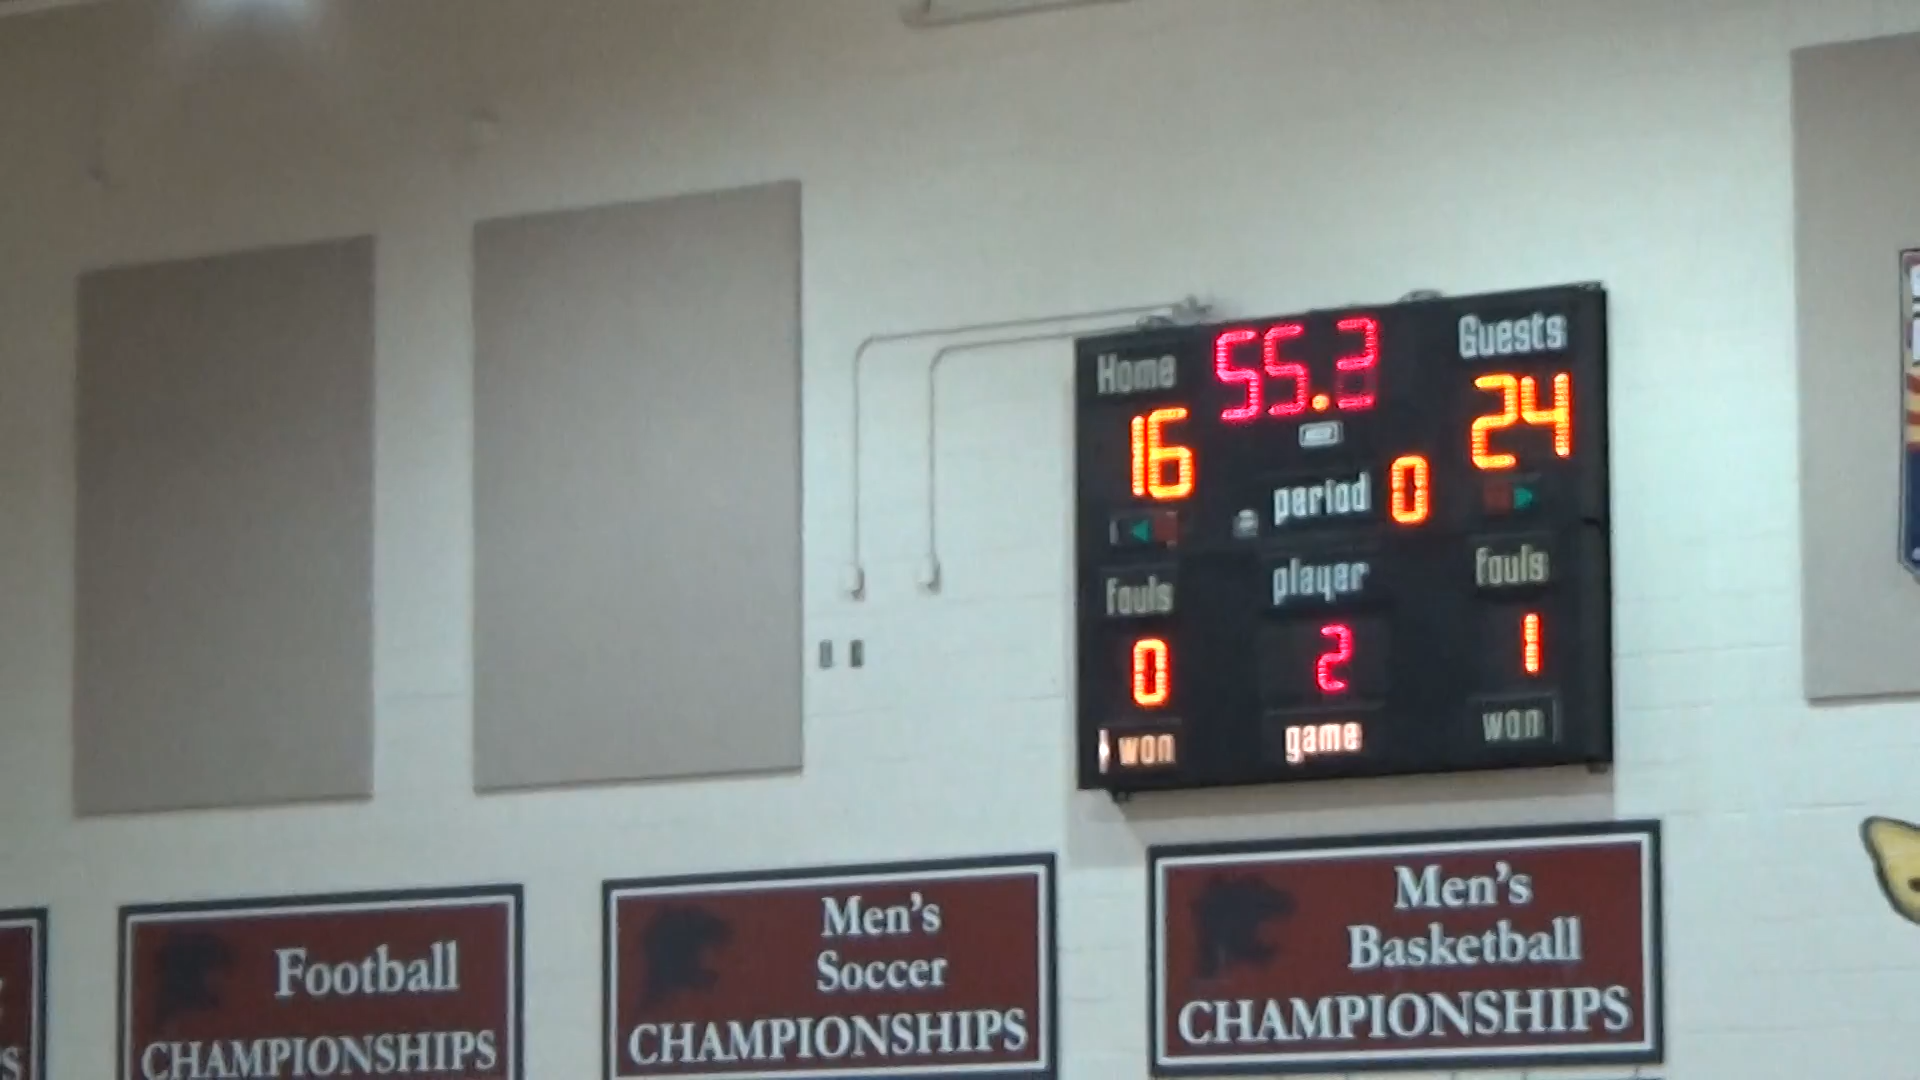 Home
55.2
Guests
16
24
period 0
fouls
player
fouls
0
2
1
won
game
won
Football
CHAMPIONSHIPS
Men's
Soccer
CHAMPIONSHIPS
Men's
Basketball
CHAMPIONSHIPS